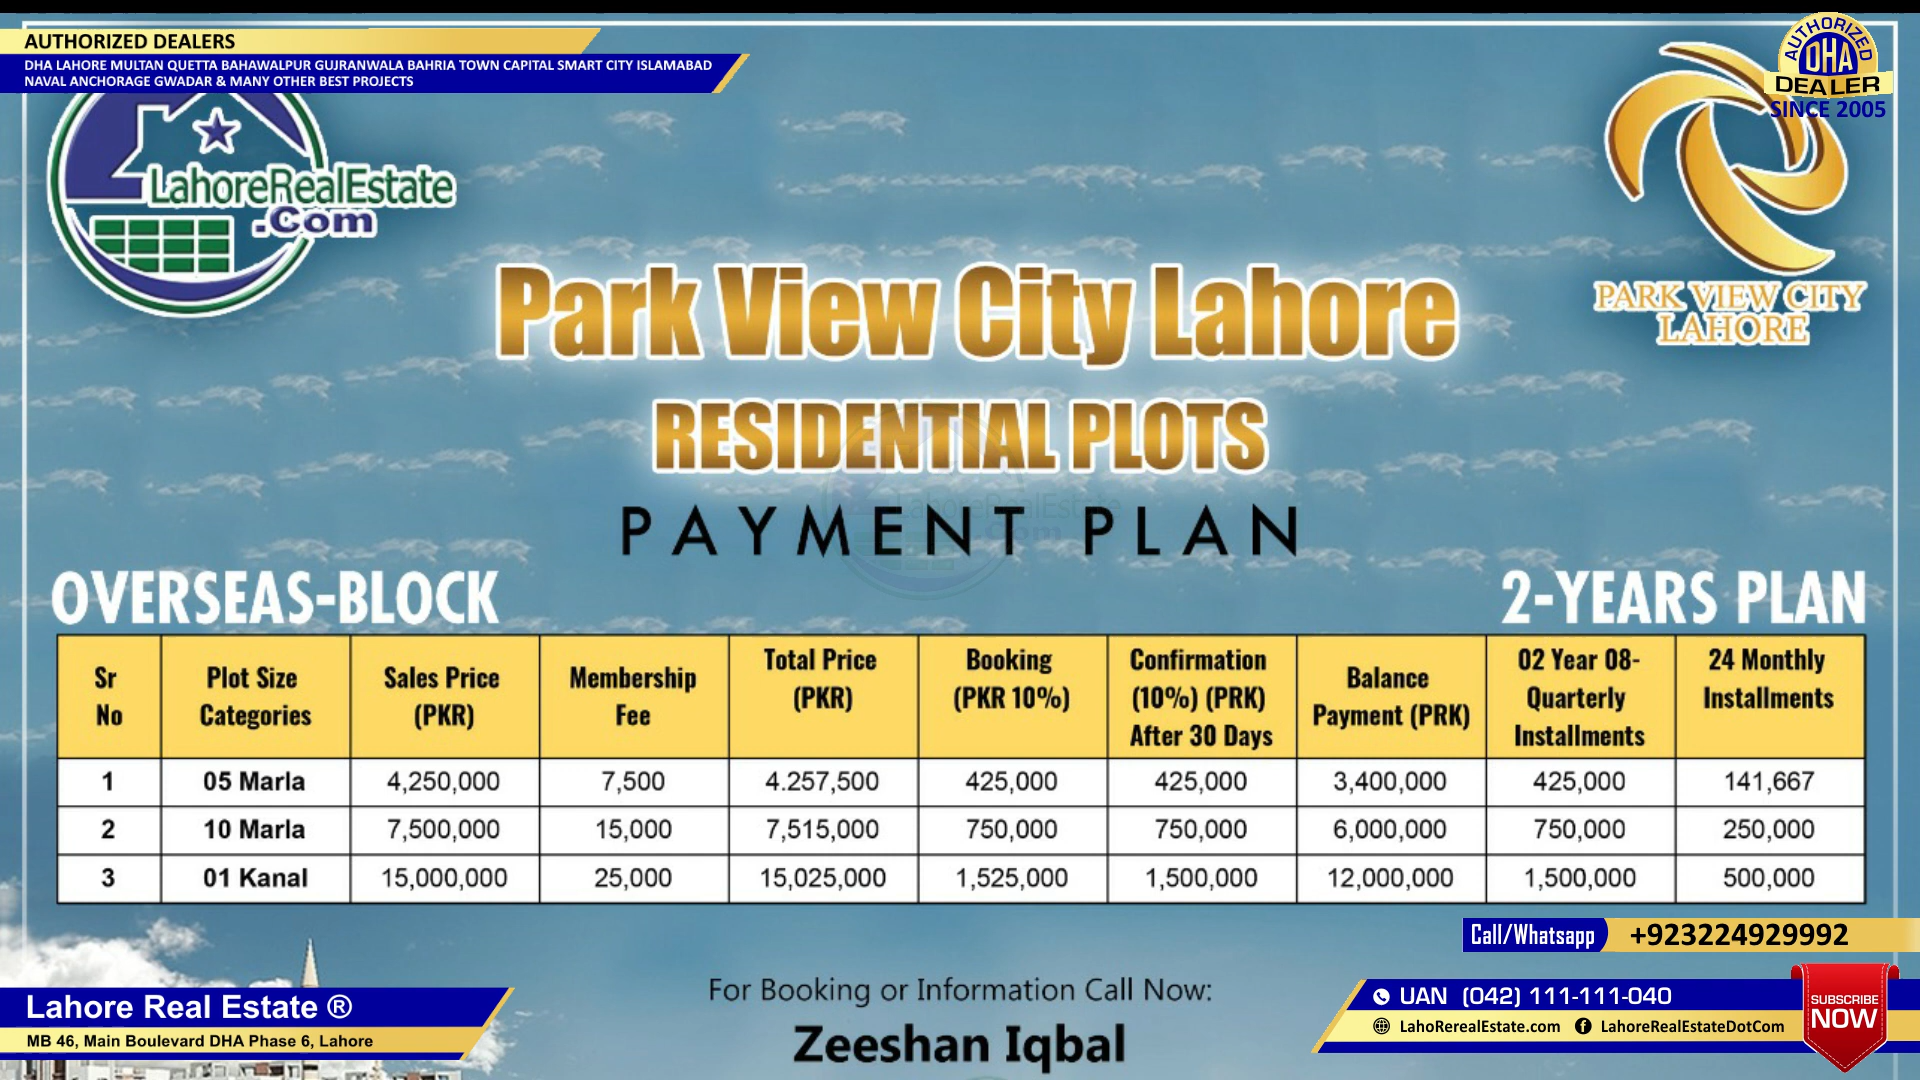 AUTHORIZED DEALERS
DHA LAHORE MULTAN QUETTA BAHAWALPUR GUJRANWALA BAHRIA TOWN CAPITAL SMART CITY ISLAMABAD
NAVAL ANCHORAGE GWADAR & MANY OTHER BEST PROJECTS
AUTHORIZED
DHA
DEALER
SINCE 2005
LahoreRealEstate
.Com
PARK VIEW CITY
LAHORE
Park View City Lahore
RESIDENTIAL PLOTS
LahoreRealEstate
.Com
PAYMENT PLAN
OVERSEAS-BLOCK
2-YEARS PLAN
Sr No | Plot Size Categories | Sales Price (PKR) | Membership Fee | Total Price (PKR) | Booking (PKR 10%) | Confirmation (10%) (PRK) After 30 Days | Balance Payment (PRK) | 02 Year 08-Quarterly Installments | 24 Monthly Installments
1 | 05 Marla | 4,250,000 | 7,500 | 4.257,500 | 425,000 | 425,000 | 3,400,000 | 425,000 | 141,667
2 | 10 Marla | 7,500,000 | 15,000 | 7,515,000 | 750,000 | 750,000 | 6,000,000 | 750,000 | 250,000
3 | 01 Kanal | 15,000,000 | 25,000 | 15,025,000 | 1,525,000 | 1,500,000 | 12,000,000 | 1,500,000 | 500,000
Call/Whatsapp +923224929992
For Booking or Information Call Now:
Zeeshan Iqbal
Lahore Real Estate ®
MB 46, Main Boulevard DHA Phase 6, Lahore
UAN (042) 111-111-040
LahoRerealEstate.com LahoreRealEstateDotCom
SUBSCRIBE
NOW